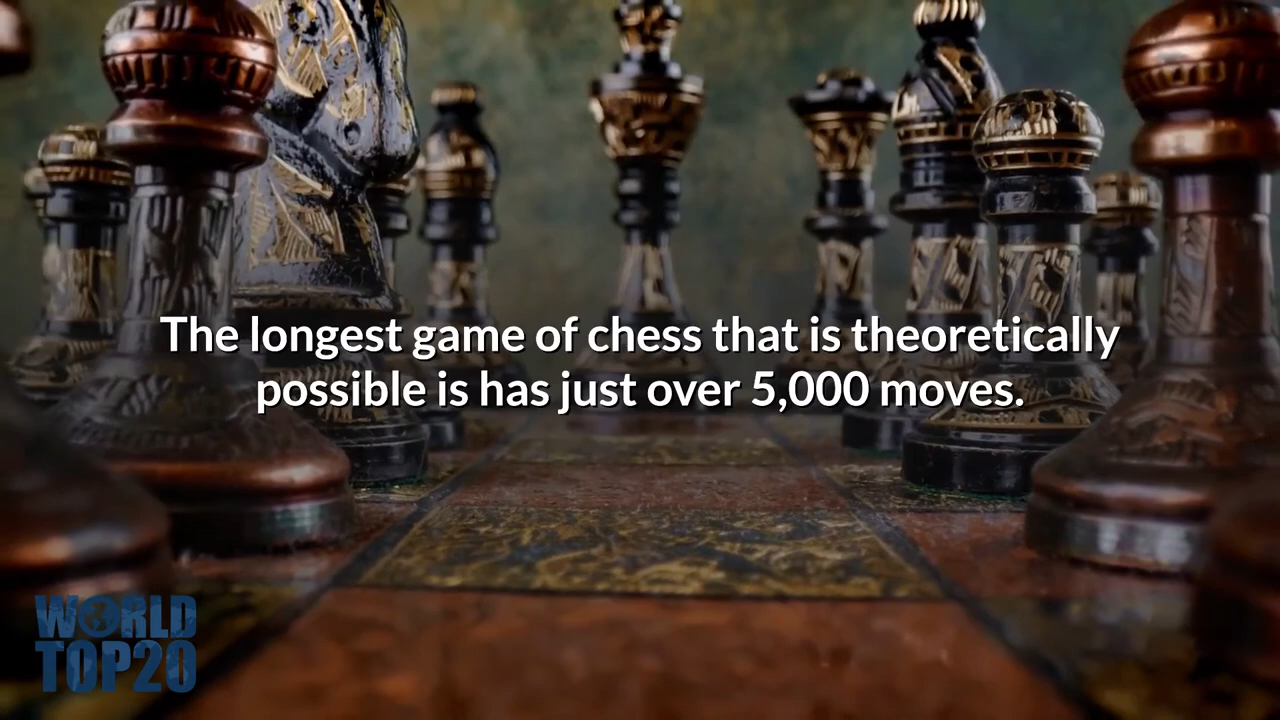 The longest game of chess that is theoretically
possible is has just over 5,000 moves.
WORLD
TOP20